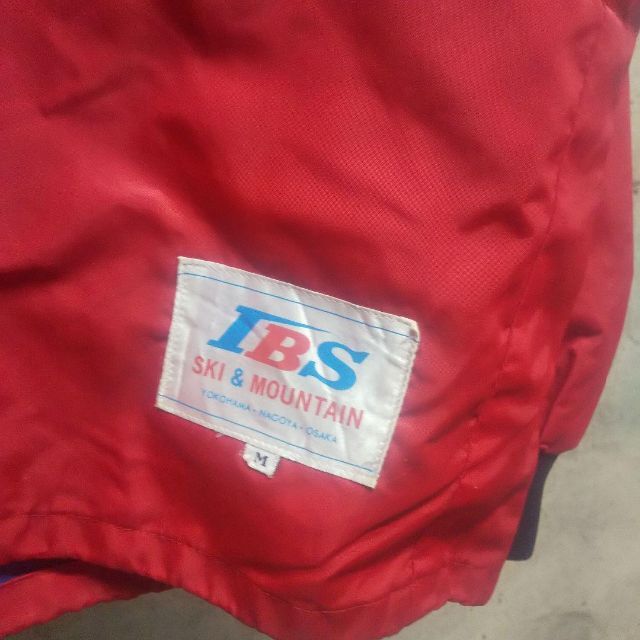 IBS
SKI & MOUNTAIN
YOKOHAMA • NAGOYA • OSAKA
M